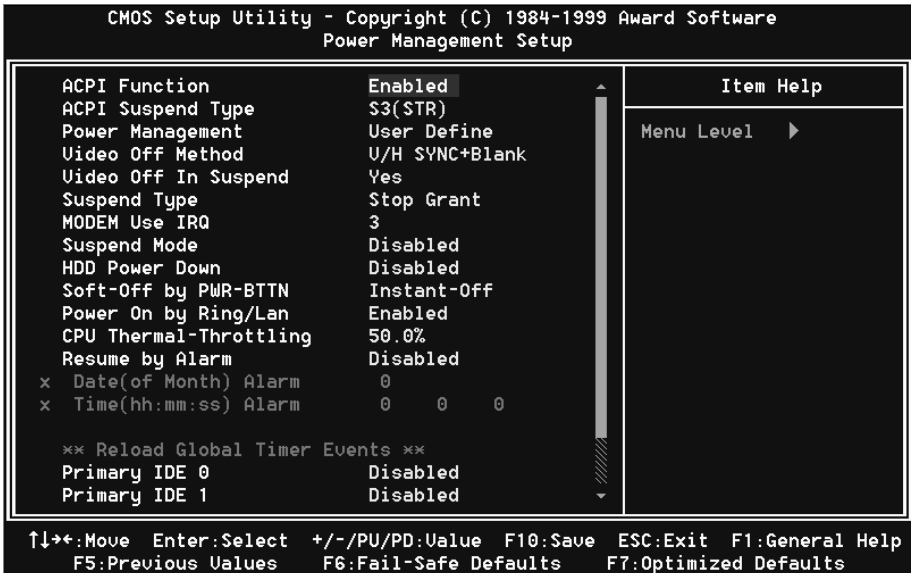 CMOS Setup Utility - Copyright (C) 1984-1999 Award Software
Power Management Setup
ACPI Function Enabled
ACPI Suspend Type S3(STR)
Power Management User Define
Video Off Method V/H SYNC+Blank
Video Off In Suspend Yes
Suspend Type Stop Grant
MODEM Use IRQ 3
Suspend Mode Disabled
HDD Power Down Disabled
Soft-Off by PWR-BTTN Instant-Off
Power On by Ring/Lan Enabled
CPU Thermal-Throttling 50.0%
Resume by Alarm Disabled
x Date(of Month) Alarm 0
x Time(hh:mm:ss) Alarm 0 0 0
** Reload Global Timer Events **
Primary IDE 0 Disabled
Primary IDE 1 Disabled
Item Help
Menu Level ▶
↑↓→←:Move Enter:Select +/-/PU/PD:Value F10:Save ESC:Exit F1:General Help
F5:Previous Values F6:Fail-Safe Defaults F7:Optimized Defaults